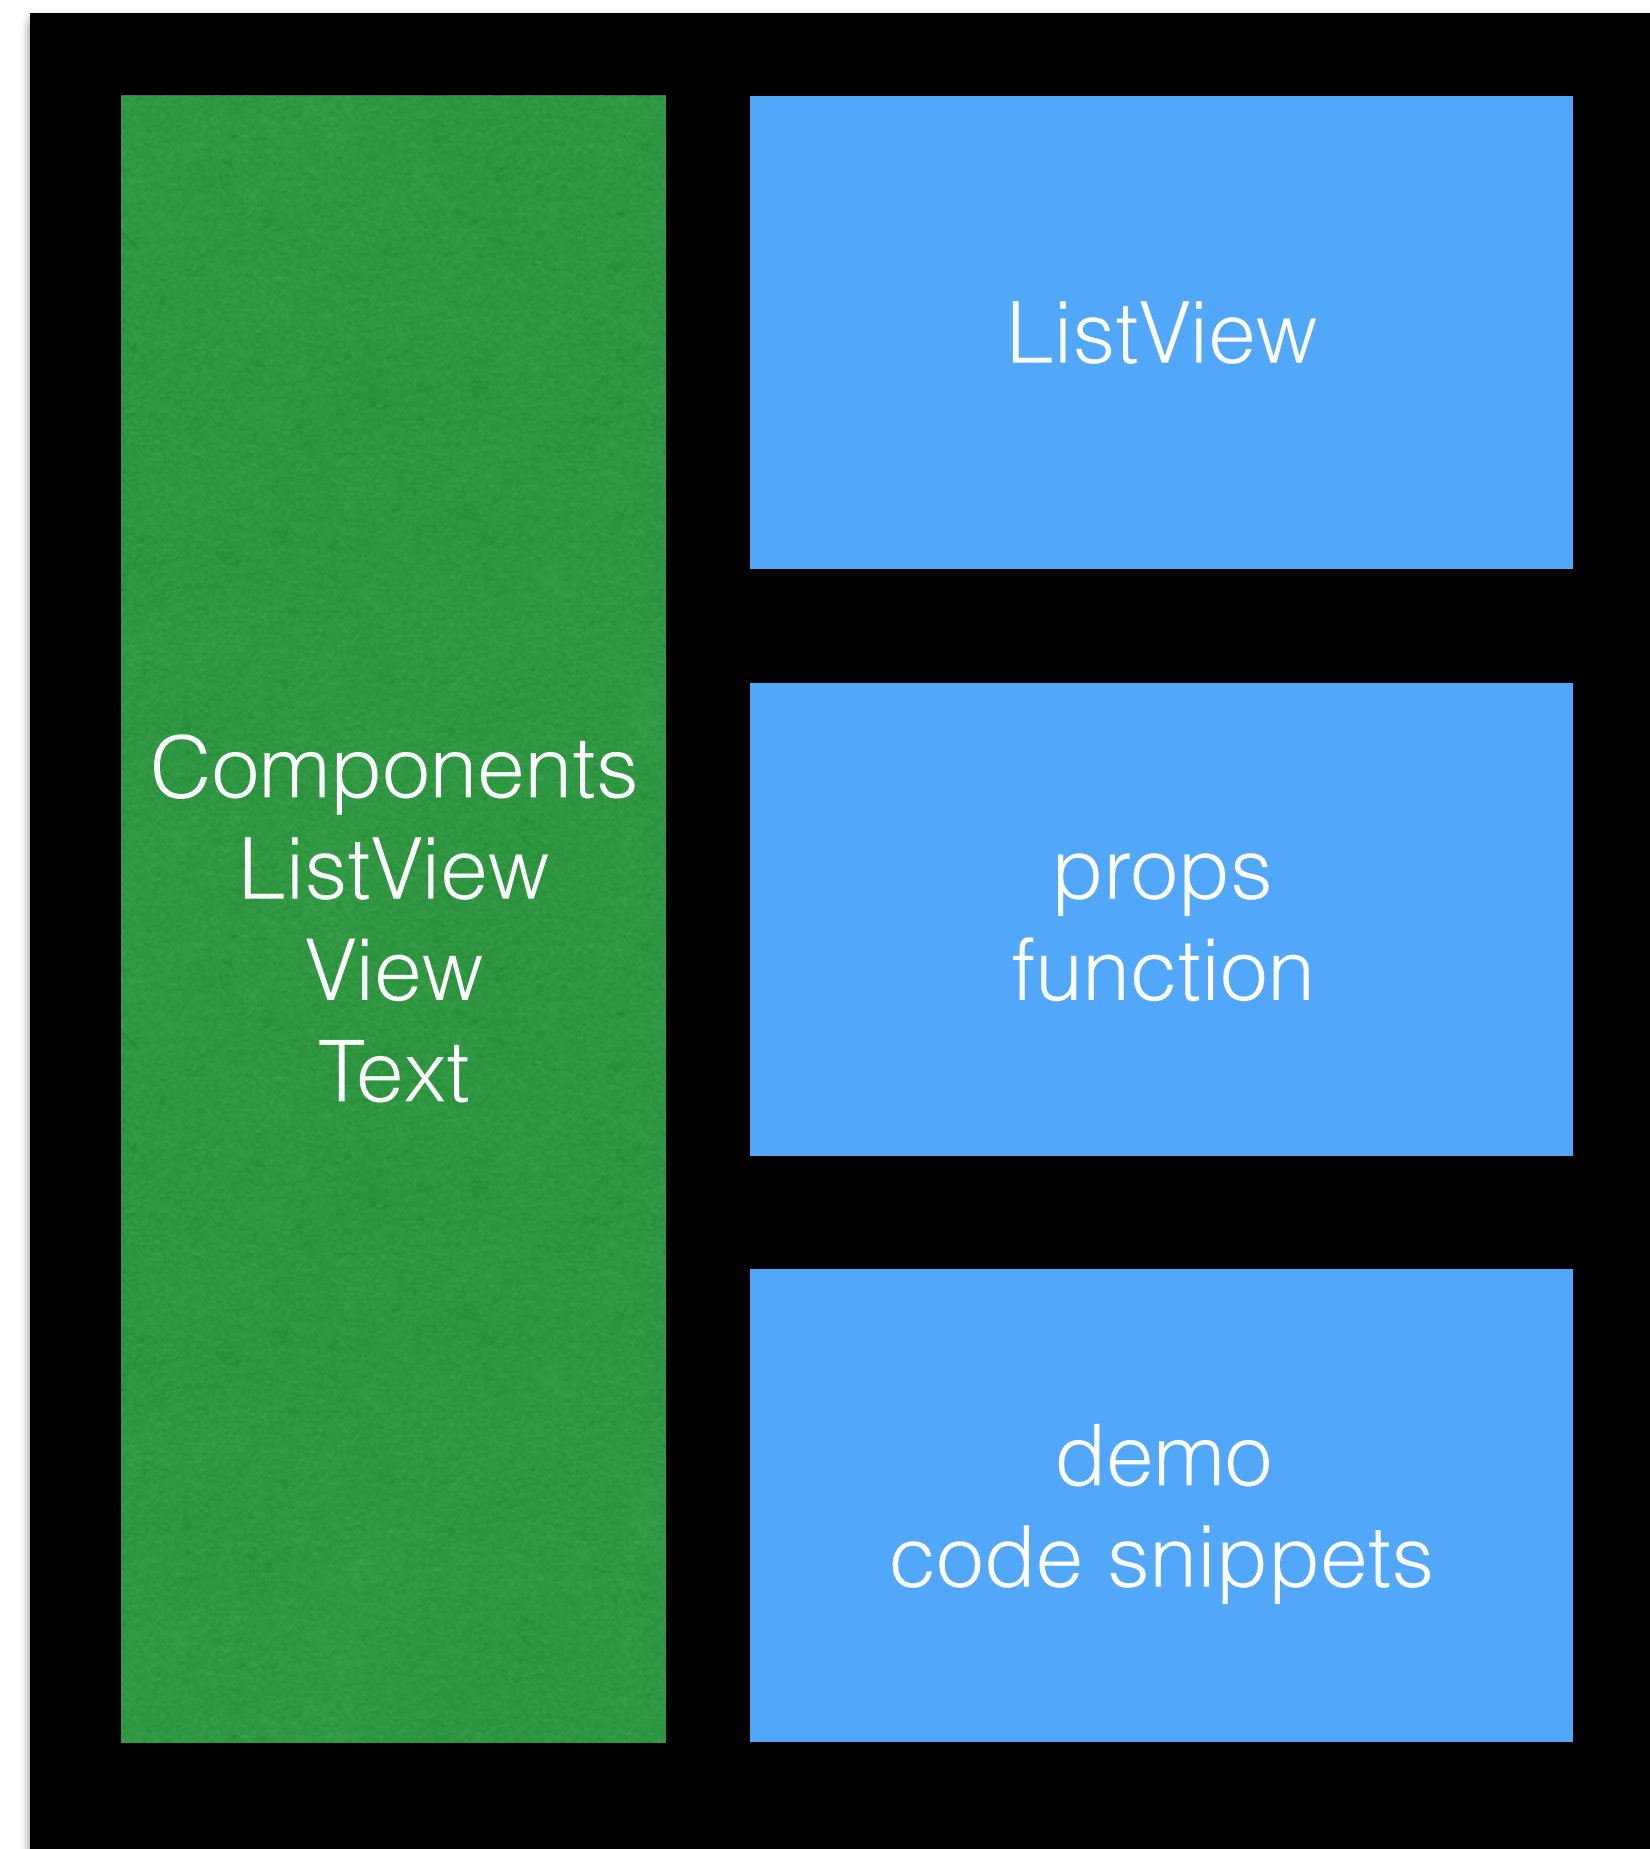 Components
ListView
View
Text
ListView
props
function
demo
code snippets